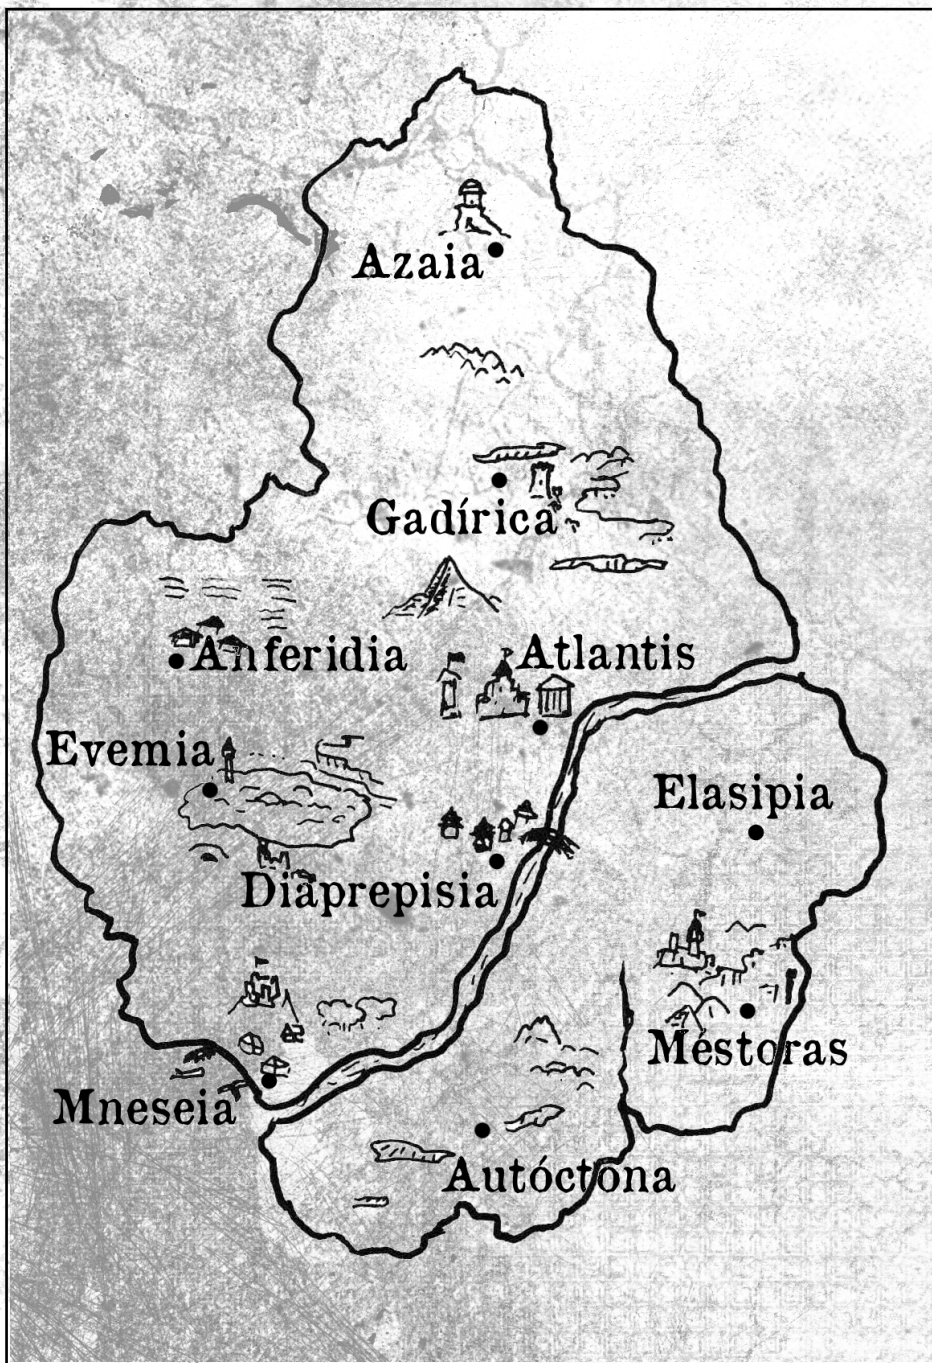 Azaia
Gadírica
Anferidia
Atlantis
Evemia
Elasipia
Diaprepisia
Méstoras
Mneseia
Autóctona